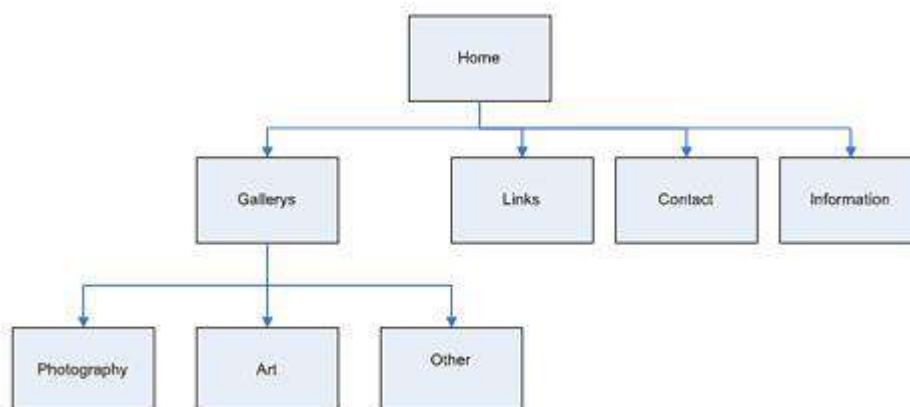 Home
Gallerys
Links
Contact
Information
Photography
Art
Other